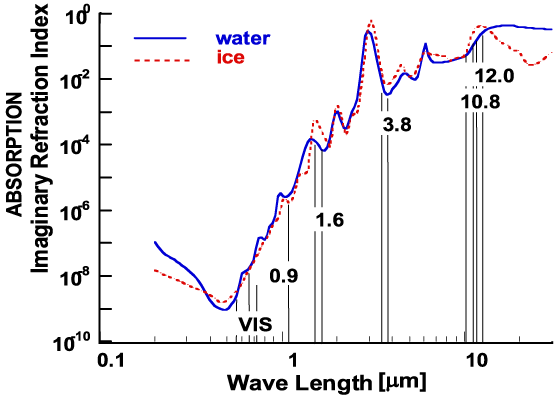 ABSORPTION
Imaginary Refraction Index
10^0
10^-2
10^-4
10^-6
10^-8
10^-10
water
ice
12.0
10.8
3.8
1.6
0.9
VIS
0.1
1
10
Wave Length [µm]